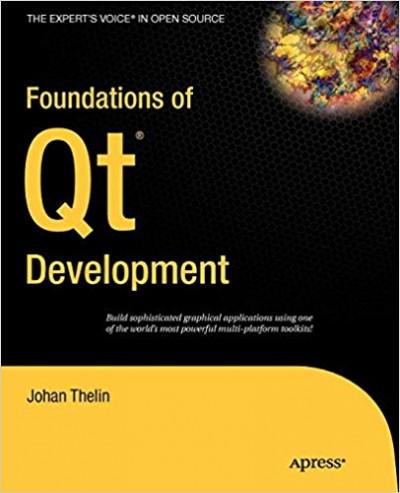 THE EXPERT'S VOICE® IN OPEN SOURCE
Foundations of
Qt®
Development
Build sophisticated graphical applications using one
of the world's most powerful multi-platform toolkits!
Johan Thelin
Apress®